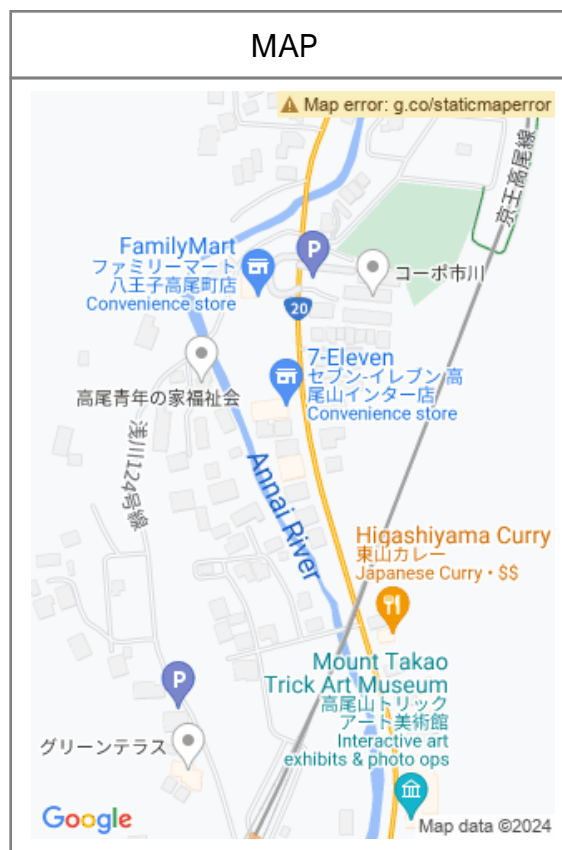 MAP
Map error: g.co/staticmaperror
京王高尾線
FamilyMart
ファミリーマート
八王子高尾町店
Convenience store
P
コーポ市川
20
7-Eleven
セブン-イレブン 高
尾山インター店
Convenience store
高尾青年の家福祉会
浅川124号線
Annai River
Higashiyama Curry
東山カレー
Japanese Curry • $$
Mount Takao
Trick Art Museum
高尾山トリック
アート美術館
Interactive art
exhibits & photo ops
P
グリーンテラス
Google
Map data ©2024